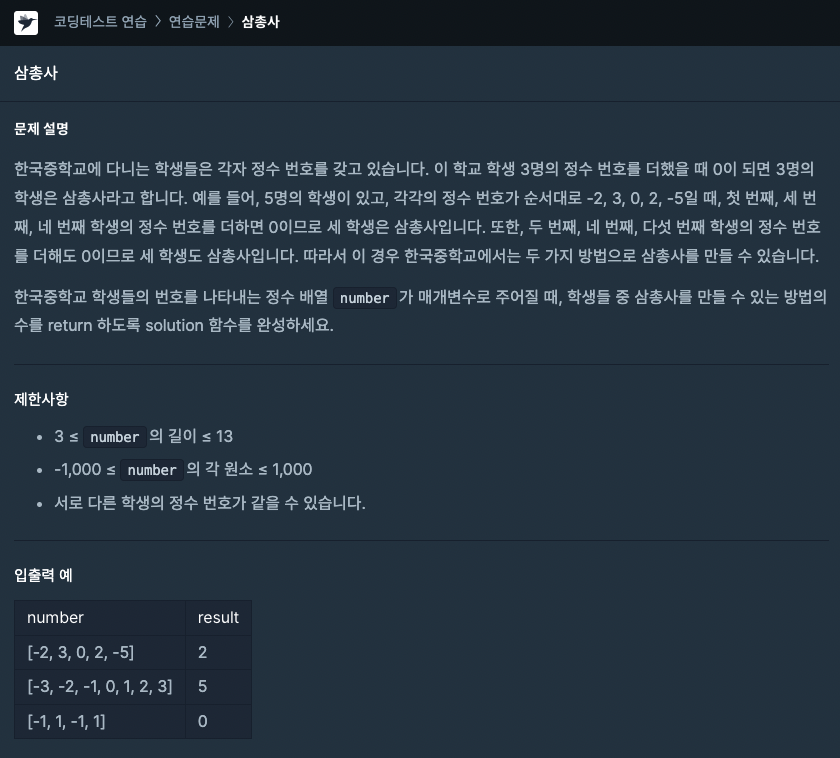 코딩테스트 연습 > 연습문제 > 삼총사
삼총사
문제 설명
한국중학교에 다니는 학생들은 각자 정수 번호를 갖고 있습니다. 이 학교 학생 3명의 정수 번호를 더했을 때 0이 되면 3명의
학생은 삼총사라고 합니다. 예를 들어, 5명의 학생이 있고, 각각의 정수 번호가 순서대로 -2, 3, 0, 2, -5일 때, 첫 번째, 세 번
째, 네 번째 학생의 정수 번호를 더하면 0이므로 세 학생은 삼총사입니다. 또한, 두 번째, 네 번째, 다섯 번째 학생의 정수 번호
를 더해도 0이므로 세 학생도 삼총사입니다. 따라서 이 경우 한국중학교에서는 두 가지 방법으로 삼총사를 만들 수 있습니다.
한국중학교 학생들의 번호를 나타내는 정수 배열 number 가 매개변수로 주어질 때, 학생들 중 삼총사를 만들 수 있는 방법의
수를 return 하도록 solution 함수를 완성하세요.
제한사항
• 3 ≤ number 의 길이 ≤ 13
• -1,000 ≤ number 의 각 원소 ≤ 1,000
• 서로 다른 학생의 정수 번호가 같을 수 있습니다.
입출력 예
number result
[-2, 3, 0, 2, -5] 2
[-3, -2, -1, 0, 1, 2, 3] 5
[-1, 1, -1, 1] 0